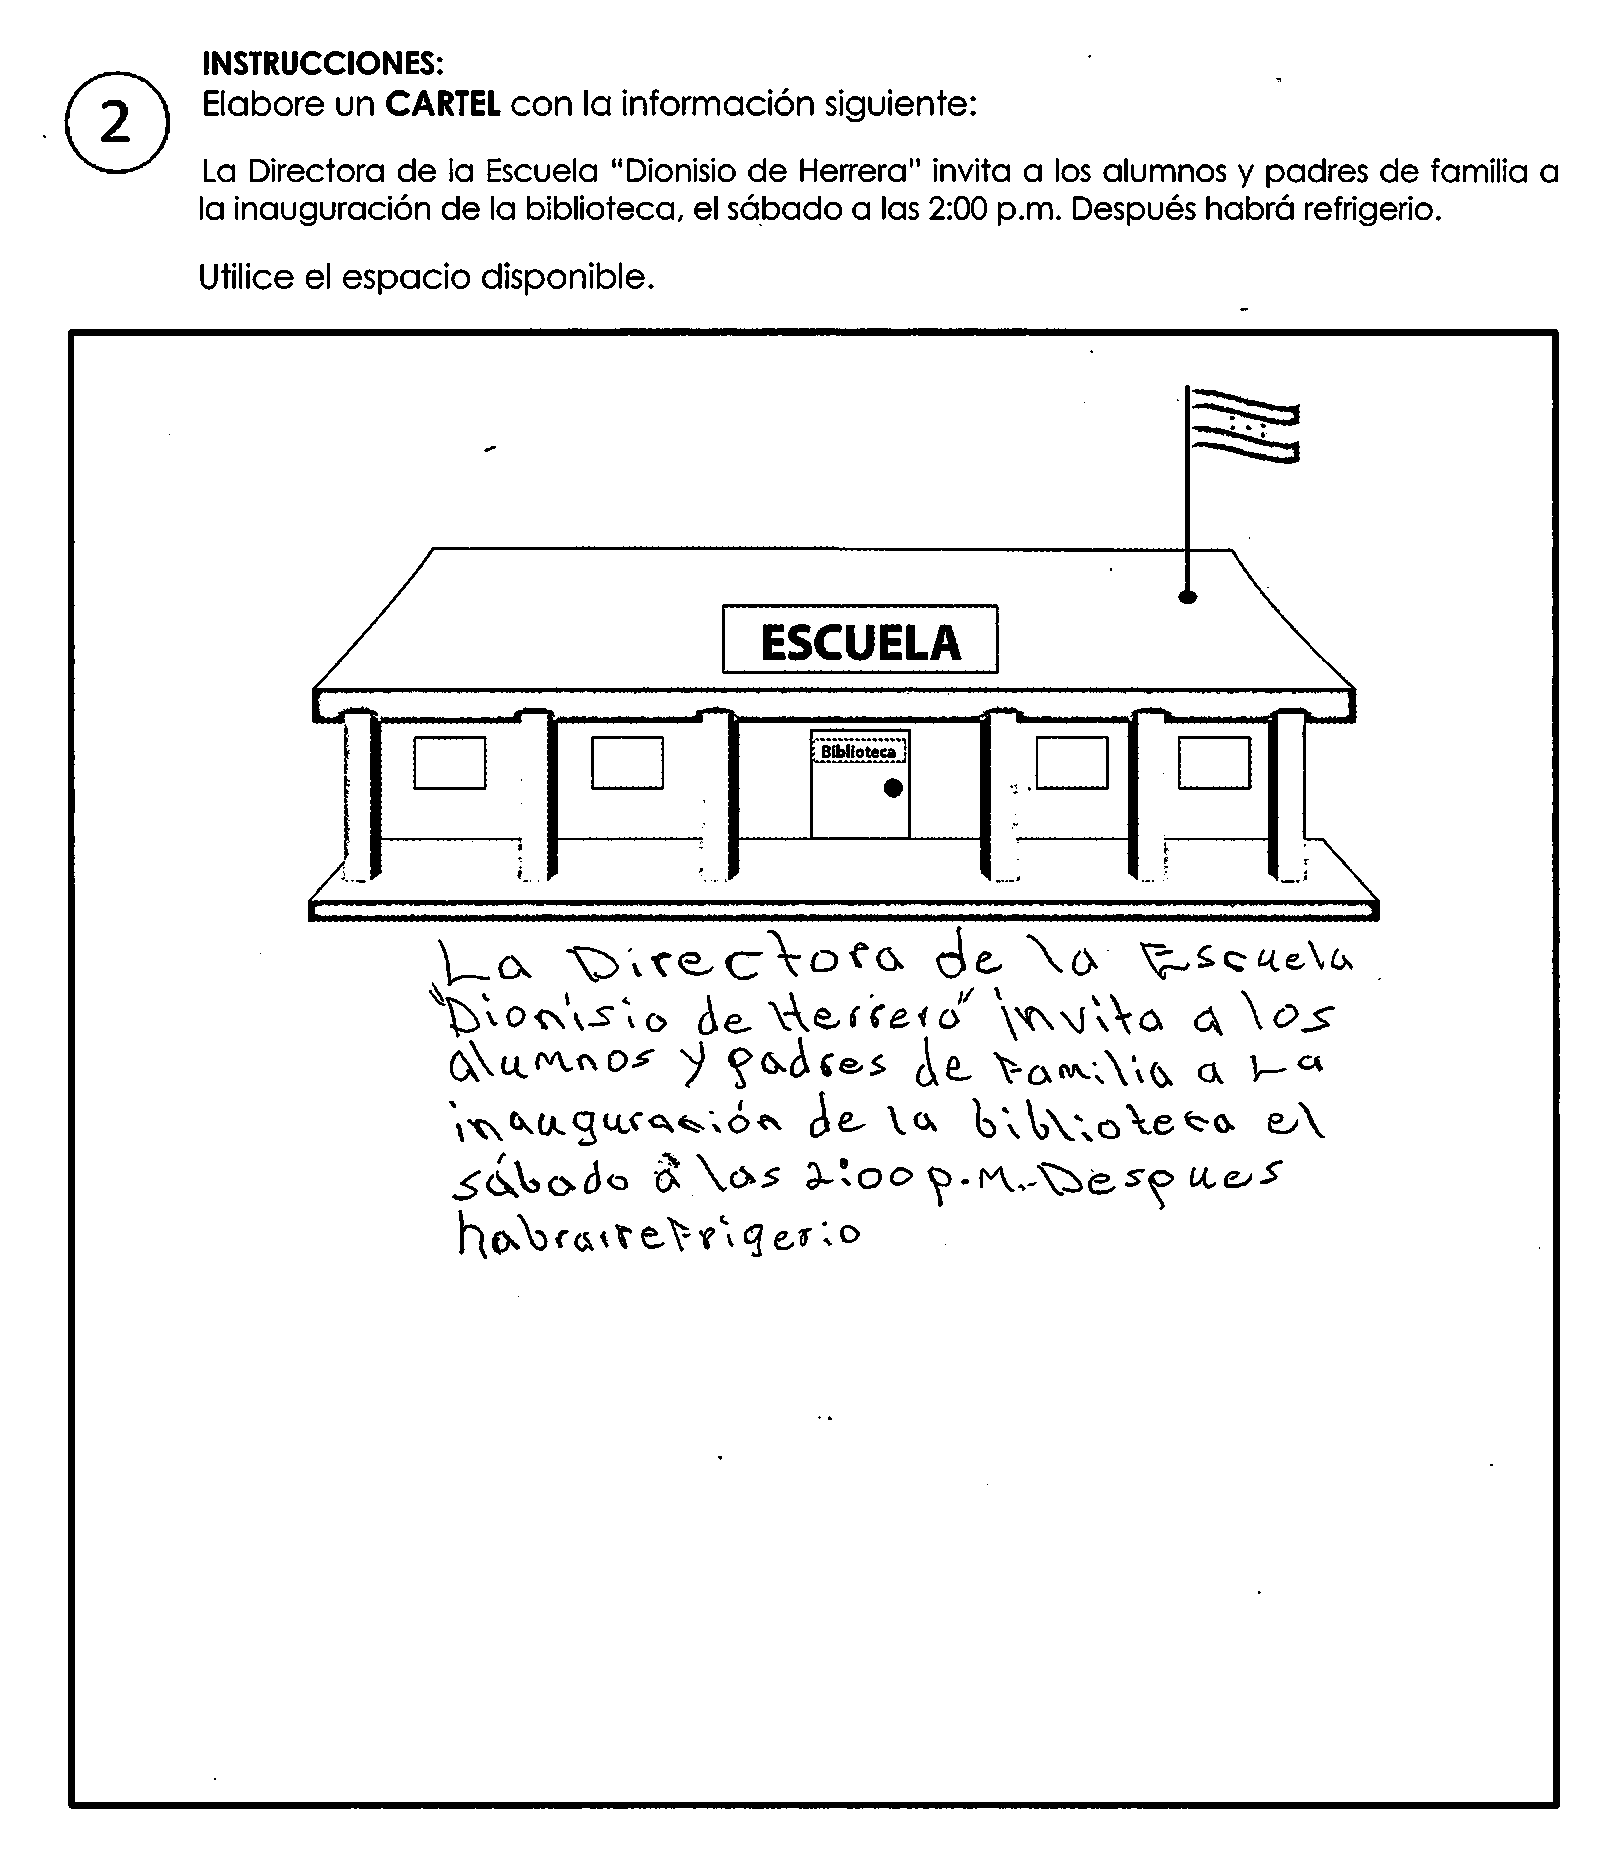 INSTRUCCIONES:
2
Elabore un CARTEL con la información siguiente:
La Directora de la Escuela "Dionisio de Herrera" invita a los alumnos y padres de familia a
la inauguración de la biblioteca, el sábado a las 2:00 p.m. Después habrá refrigerio.
Utilice el espacio disponible.
ESCUELA
Biblioteca
La Directora de la Escuela
"Dionisio de Herrero" invita a los
alumnos y padres de Familia a La
inauguración de la biblioteca el
sábado a las 2:00 p.M. Despues
habra refrigerio